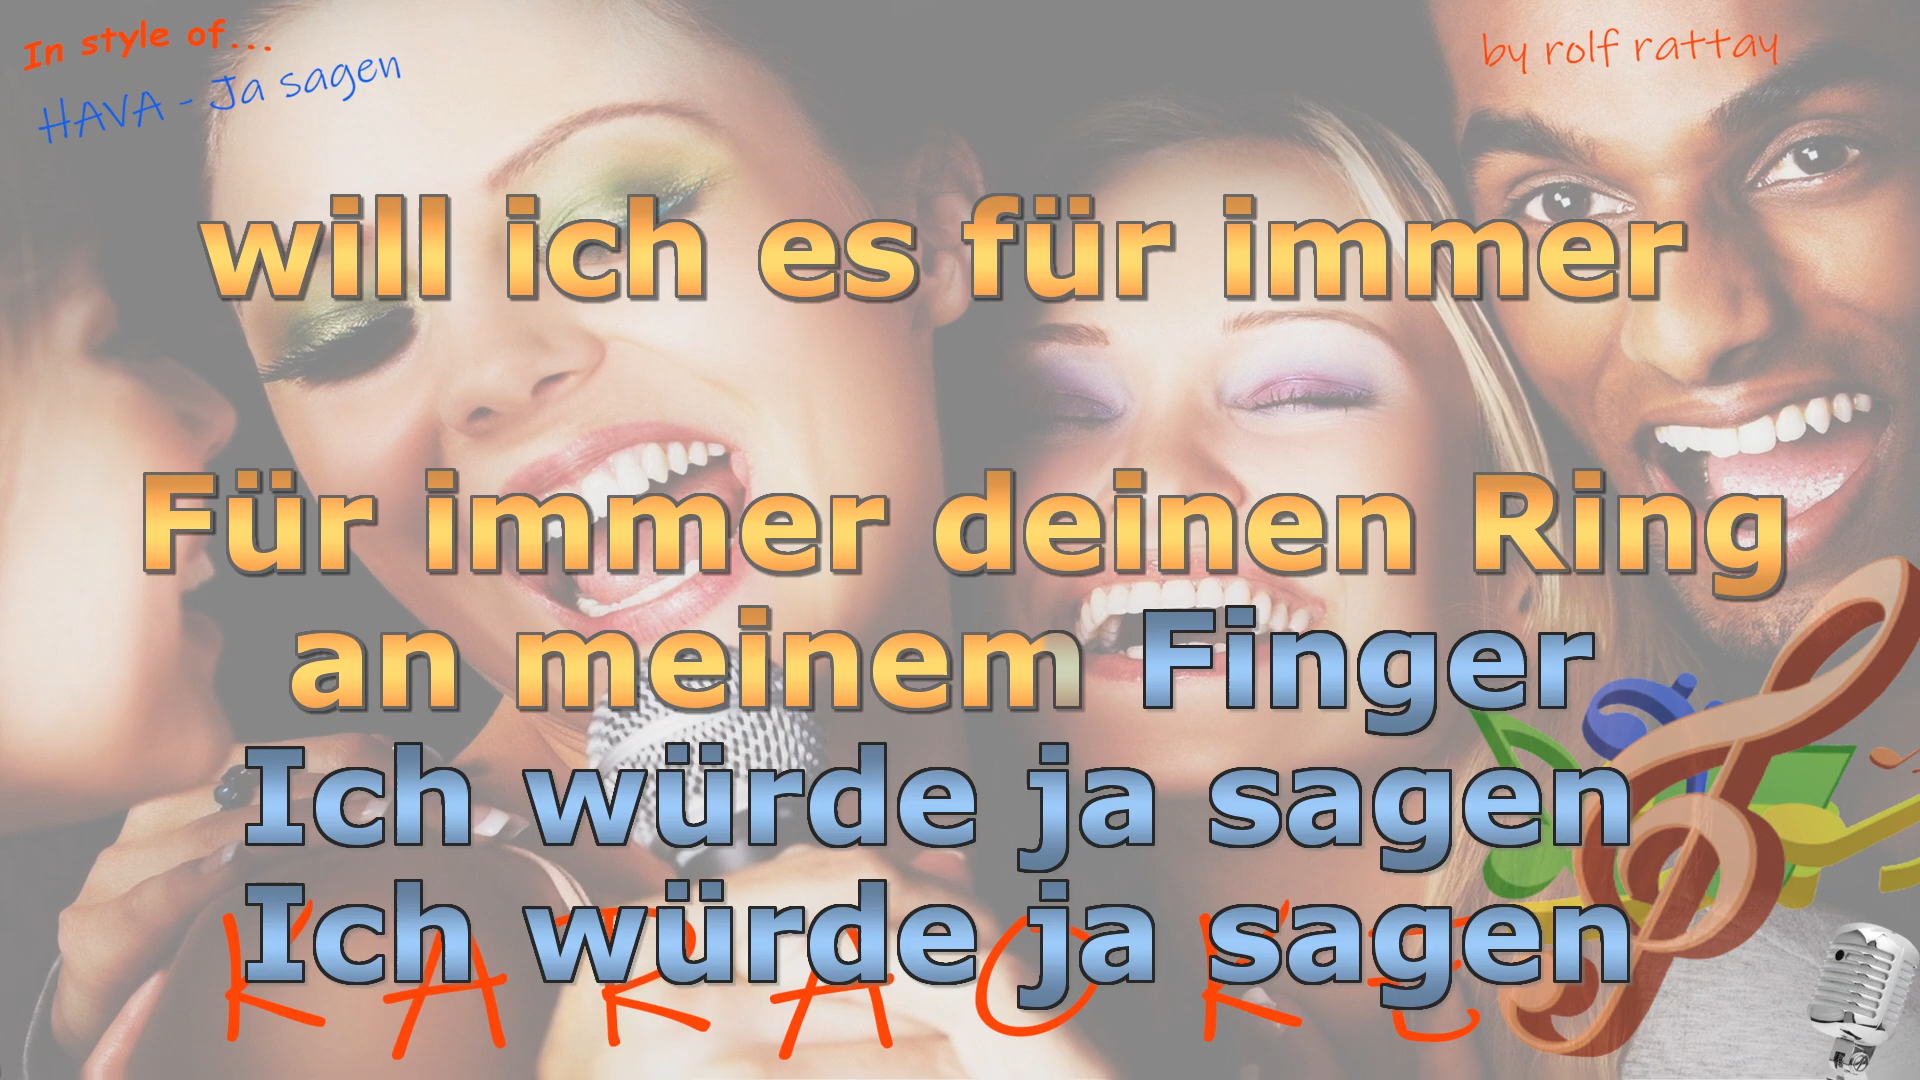 In style of...
HAVA - Ja sagen
by rolf rattay
will ich es für immer
Für immer deinen Ring
an meinem Finger
Ich würde ja sagen
Ich würde ja sagen
KARAOKE